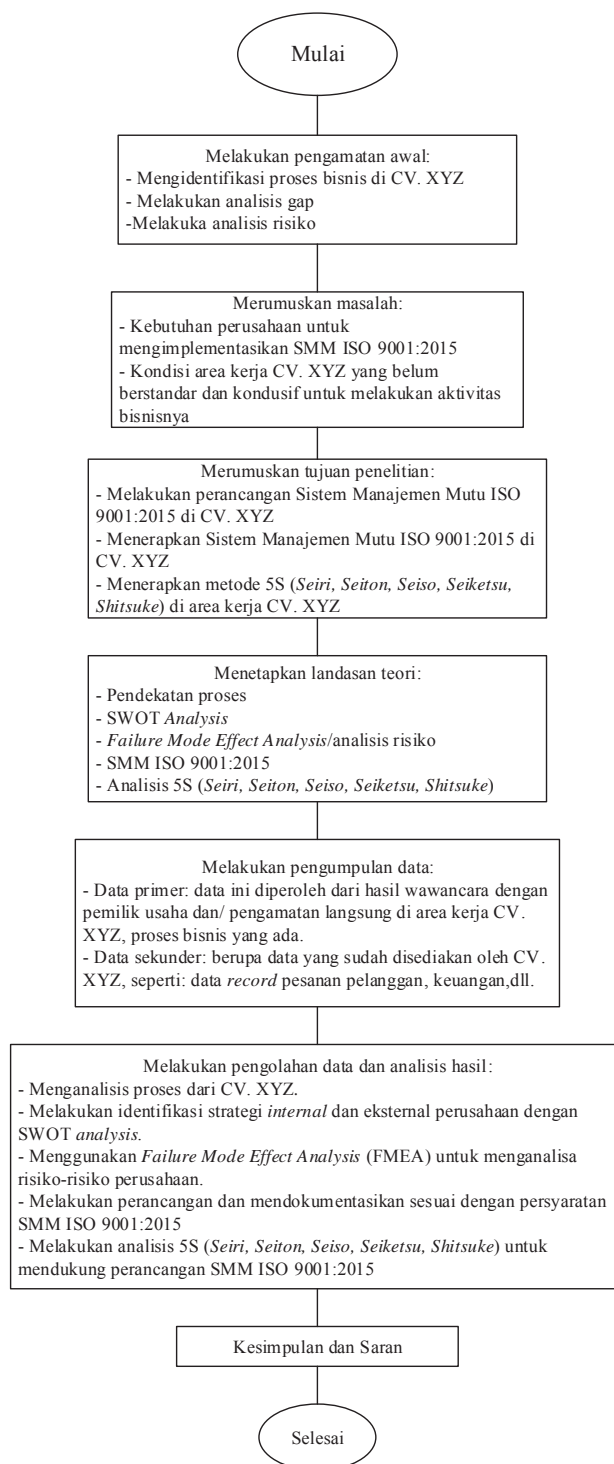 Mulai
Melakukan pengamatan awal:
- Mengidentifikasi proses bisnis di CV. XYZ
- Melakukan analisis gap
-Melakuka analisis risiko
Merumuskan masalah:
- Kebutuhan perusahaan untuk
mengimplementasikan SMM ISO 9001:2015
- Kondisi area kerja CV. XYZ yang belum
berstandar dan kondusif untuk melakukan aktivitas
bisnisnya
Merumuskan tujuan penelitian:
- Melakukan perancangan Sistem Manajemen Mutu ISO
9001:2015 di CV. XYZ
- Menerapkan Sistem Manajemen Mutu ISO 9001:2015 di
CV. XYZ
- Menerapkan metode 5S (Seiri, Seiton, Seiso, Seiketsu,
Shitsuke) di area kerja CV. XYZ
Menetapkan landasan teori:
- Pendekatan proses
- SWOT Analysis
- Failure Mode Effect Analysis/analisis risiko
- SMM ISO 9001:2015
- Analisis 5S (Seiri, Seiton, Seiso, Seiketsu, Shitsuke)
Melakukan pengumpulan data:
- Data primer: data ini diperoleh dari hasil wawancara dengan
pemilik usaha dan/ pengamatan langsung di area kerja CV.
XYZ, proses bisnis yang ada.
- Data sekunder: berupa data yang sudah disediakan oleh CV.
XYZ, seperti: data record pesanan pelanggan, keuangan,dll.
Melakukan pengolahan data dan analisis hasil:
- Menganalisis proses dari CV. XYZ.
- Melakukan identifikasi strategi internal dan eksternal perusahaan dengan
SWOT analysis.
- Menggunakan Failure Mode Effect Analysis (FMEA) untuk menganalisa
risiko-risiko perusahaan.
- Melakukan perancangan dan mendokumentasikan sesuai dengan persyaratan
SMM ISO 9001:2015
- Melakukan analisis 5S (Seiri, Seiton, Seiso, Seiketsu, Shitsuke) untuk
mendukung perancangan SMM ISO 9001:2015
Kesimpulan dan Saran
Selesai